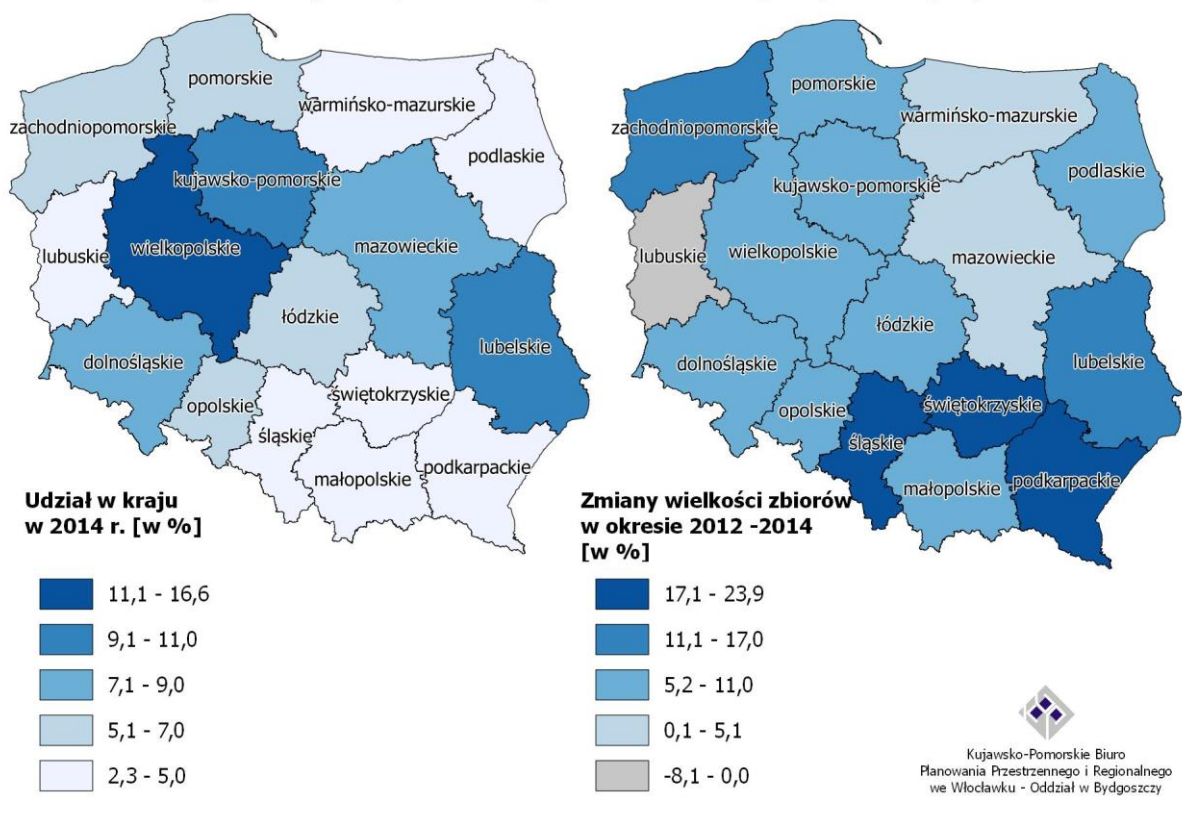 pomorskie
warmińsko-mazurskie
zachodniopomorskie
podlaskie
kujawsko-pomorskie
wielkopolskie
mazowieckie
lubuskie
łódzkie
lubelskie
dolnośląskie
świętokrzyskie
opolskie
śląskie
podkarpackie
małopolskie
Udział w kraju
w 2014 r. [w %]
11,1 - 16,6
9,1 - 11,0
7,1 - 9,0
5,1 - 7,0
2,3 - 5,0
pomorskie
warmińsko-mazurskie
zachodniopomorskie
podlaskie
kujawsko-pomorskie
wielkopolskie
lubuskie
mazowieckie
łódzkie
lubelskie
dolnośląskie
opolskie
świętokrzyskie
śląskie
podkarpackie
małopolskie
Zmiany wielkości zbiorów
w okresie 2012 -2014
[w %]
17,1 - 23,9
11,1 - 17,0
5,2 - 11,0
0,1 - 5,1
-8,1 - 0,0
Kujawsko-Pomorskie Biuro
Planowania Przestrzennego i Regionalnego
we Włocławku - Oddział w Bydgoszczy